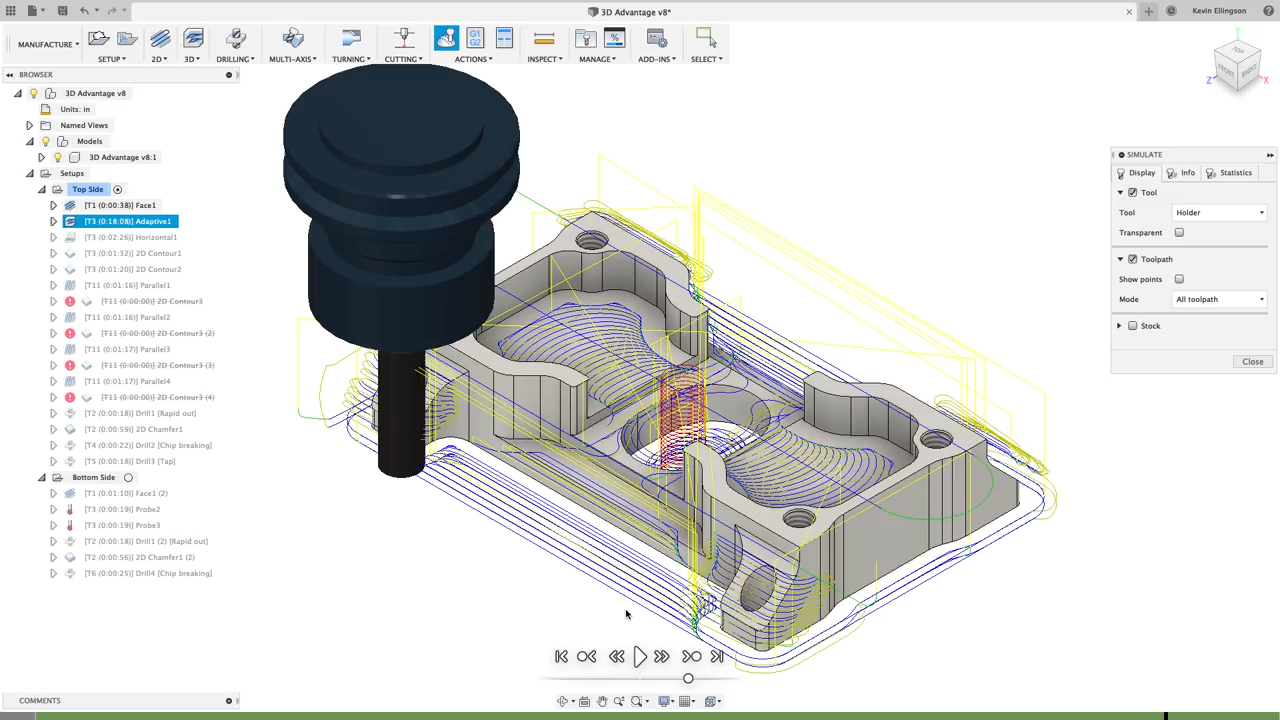 3D Advantage v8*
Kevin Ellingson
MANUFACTURE
SETUP
2D
3D
DRILLING
MULTI-AXIS
TURNING
CUTTING
G1
G2
ACTIONS
INSPECT
MANAGE
ADD-INS
SELECT
TOP
FRONT
RIGHT
Z
X
BROWSER
3D Advantage v8
Units: in
Named Views
Models
3D Advantage v8:1
Setups
Top Side
[T1 (0:00:38)] Face1
[T3 (0:18:08)] Adaptive1
[T3 (0:02:26)] Horizontal1
[T3 (0:01:32)] 2D Contour1
[T3 (0:01:20)] 2D Contour2
[T11 (0:01:16)] Parallel1
[T11 (0:00:00)] 2D Contour3
[T11 (0:01:16)] Parallel2
[T11 (0:00:00)] 2D Contour3 (2)
[T11 (0:01:17)] Parallel3
[T11 (0:00:00)] 2D Contour3 (3)
[T11 (0:01:17)] Parallel4
[T11 (0:00:00)] 2D Contour3 (4)
[T2 (0:00:18)] Drill1 [Rapid out]
[T2 (0:00:59)] 2D Chamfer1
[T4 (0:00:22)] Drill2 [Chip breaking]
[T5 (0:00:18)] Drill3 [Tap]
Bottom Side
[T1 (0:01:10)] Face1 (2)
[T3 (0:00:19)] Probe2
[T3 (0:00:19)] Probe3
[T2 (0:00:18)] Drill1 (2) [Rapid out]
[T2 (0:00:56)] 2D Chamfer1 (2)
[T6 (0:00:25)] Drill4 [Chip breaking]
SIMULATE
Display Info Statistics
Tool
Tool Holder
Transparent
Toolpath
Show points
Mode All toolpath
Stock
Close
COMMENTS